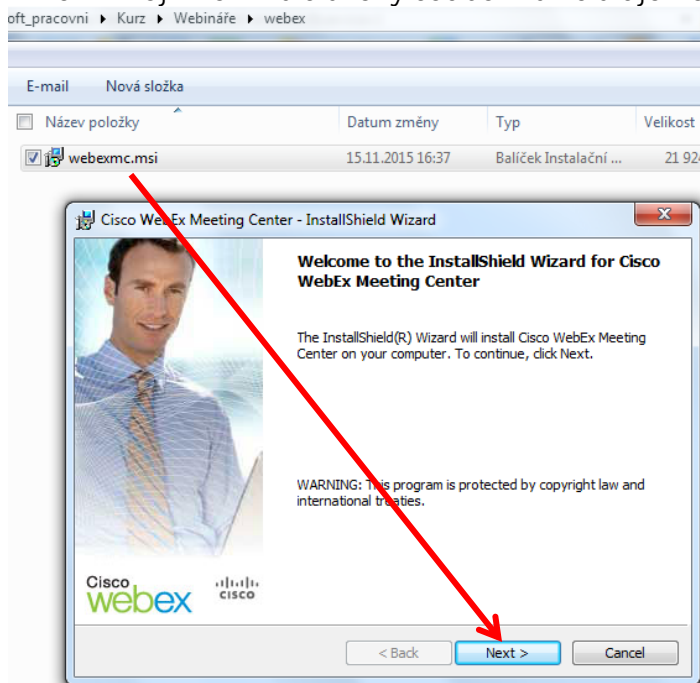 oft_pracovni ▸ Kurz ▸ Webináře ▸ webex
E-mail Nová složka
Název položky Datum změny Typ Velikost
webexmc.msi 15.11.2015 16:37 Balíček Instalační ... 21 92
Cisco WebEx Meeting Center - InstallShield Wizard
Welcome to the InstallShield Wizard for Cisco
WebEx Meeting Center
The InstallShield(R) Wizard will install Cisco WebEx Meeting
Center on your computer. To continue, click Next.
WARNING: This program is protected by copyright law and
international treaties.
Cisco
webex
cisco
< Back Next > Cancel